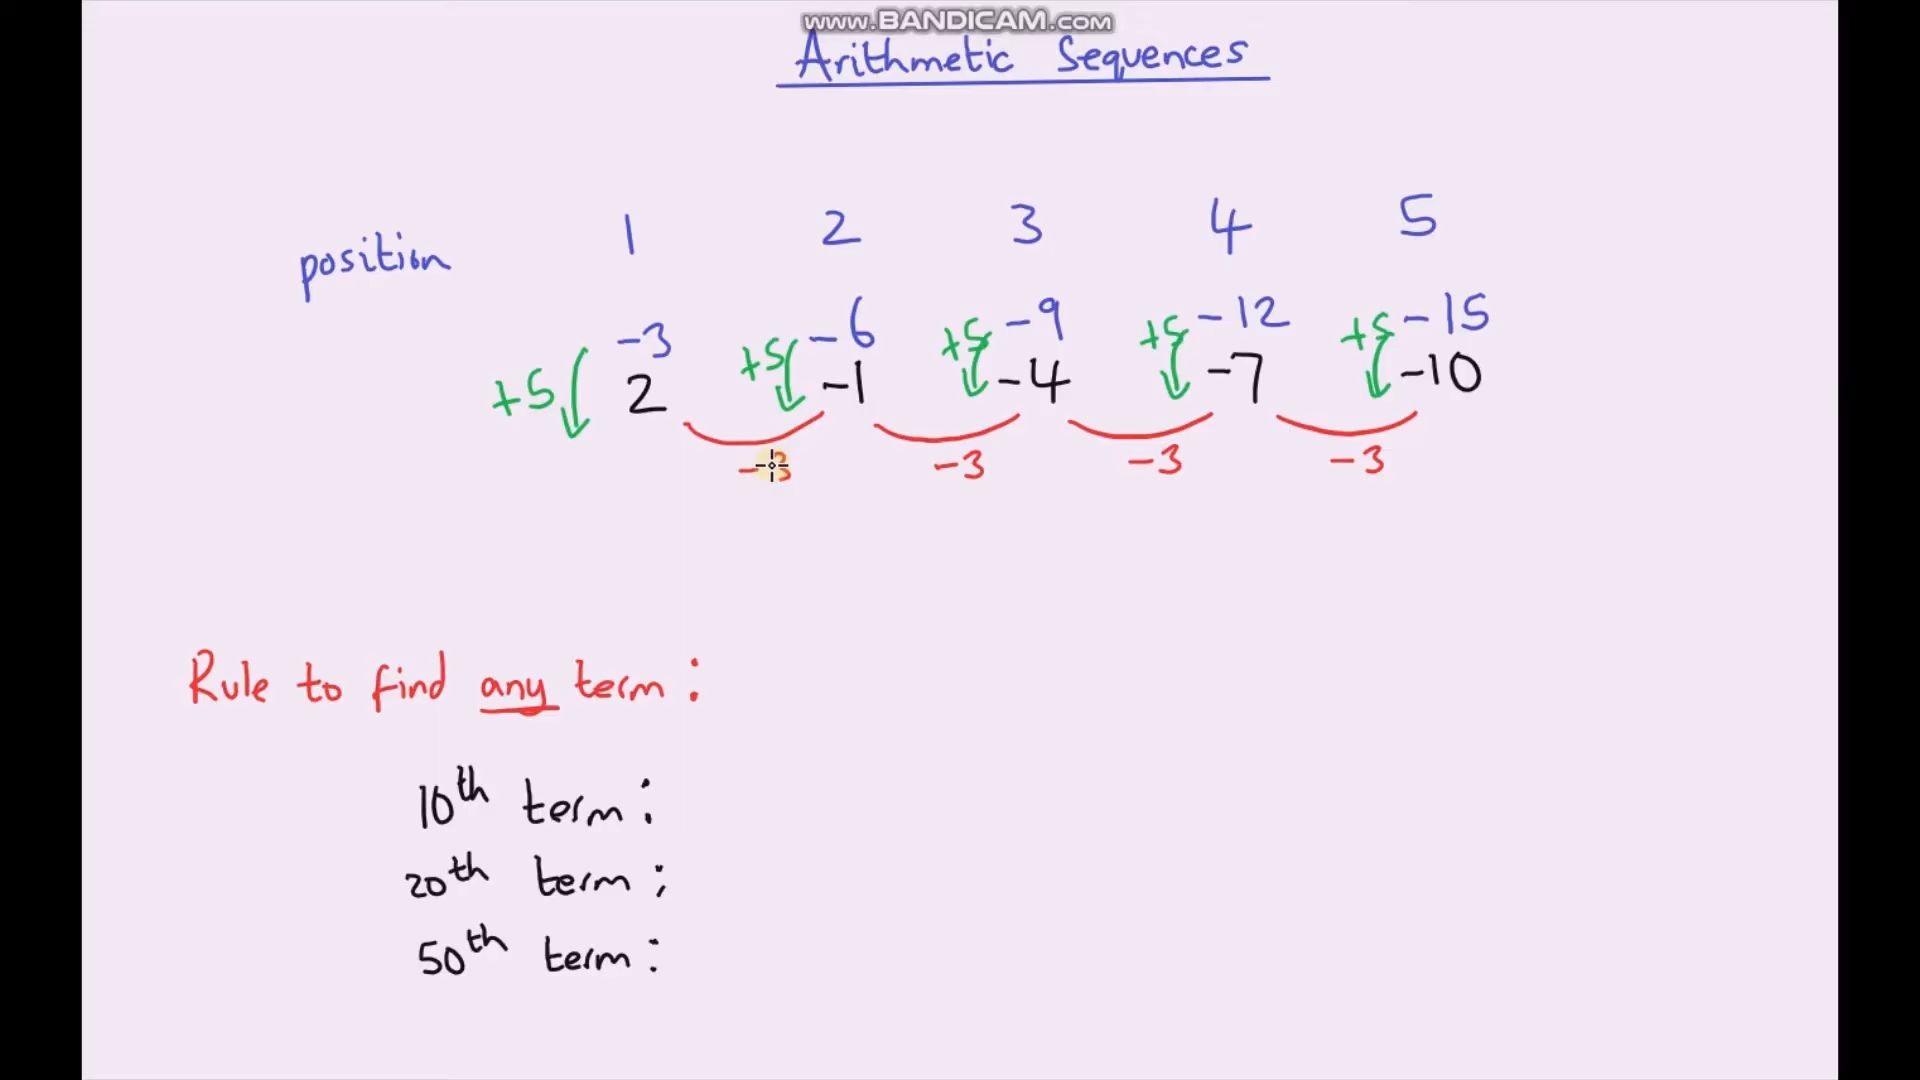 www.BANDICAM.com
Arithmetic Sequences
position 1 2 3 4 5
-3 -6 -9 -12 -15
+5 +5 +5 +5 +5
2 -1 -4 -7 -10
-3 -3 -3 -3
Rule to find any term:
10th term:
20th term:
50th term: